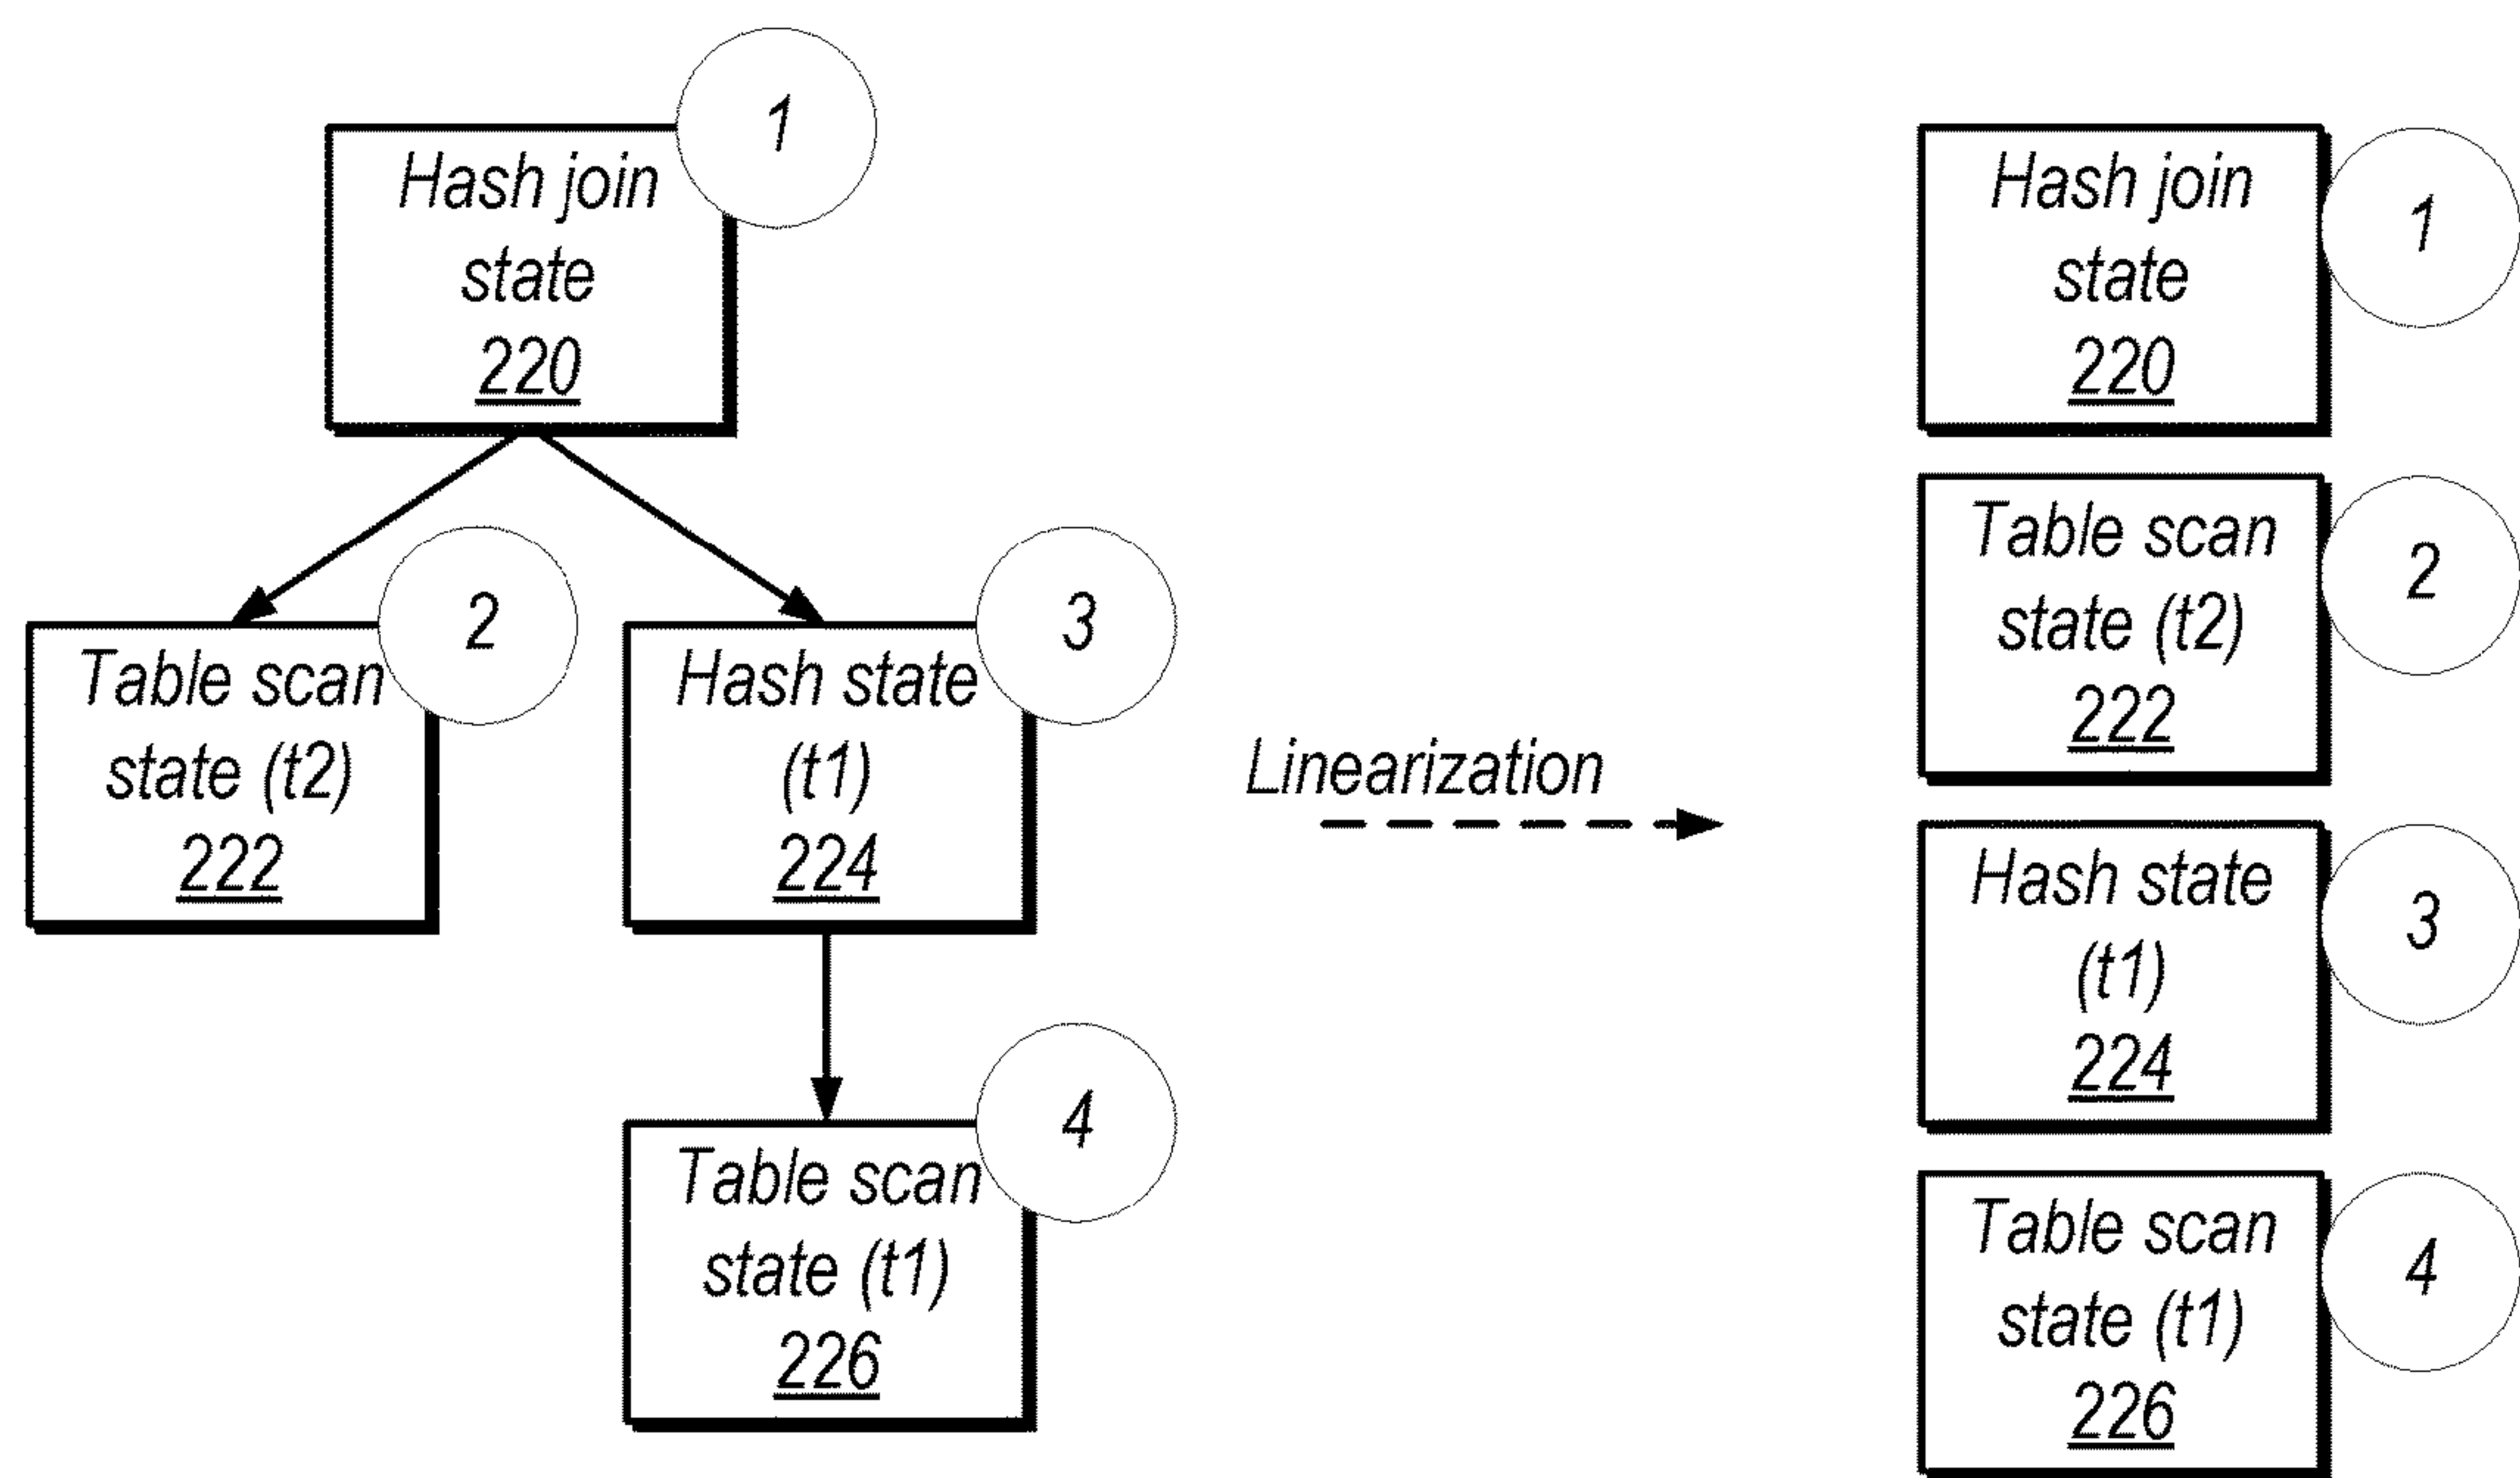 1
Hash join
state
220
2
Table scan
state (t2)
222
3
Hash state
(t1)
224
4
Table scan
state (t1)
226
Linearization
Hash join
state
220
1
Table scan
state (t2)
222
2
Hash state
(t1)
224
3
Table scan
state (t1)
226
4